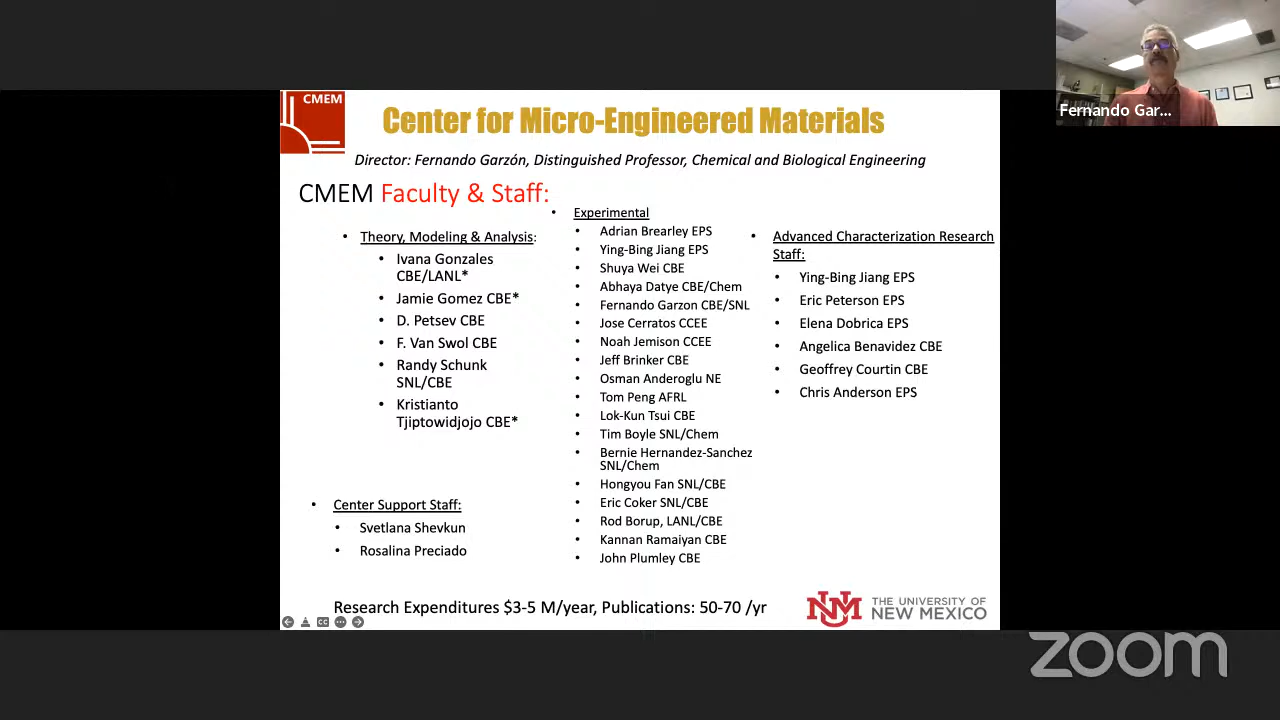 Fernando Gar...
CMEM
Center for Micro-Engineered Materials
Director: Fernando Garzón, Distinguished Professor, Chemical and Biological Engineering
CMEM Faculty & Staff:
• Theory, Modeling & Analysis:
• Ivana Gonzales
CBE/LANL*
• Jamie Gomez CBE*
• D. Petsev CBE
• F. Van Swol CBE
• Randy Schunk
SNL/CBE
• Kristianto
Tjiptowidjojo CBE*
• Center Support Staff:
• Svetlana Shevkun
• Rosalina Preciado
• Experimental
• Adrian Brearley EPS
• Ying-Bing Jiang EPS
• Shuya Wei CBE
• Abhaya Datye CBE/Chem
• Fernando Garzon CBE/SNL
• Jose Cerratos CCEE
• Noah Jemison CCEE
• Jeff Brinker CBE
• Osman Anderoglu NE
• Tom Peng AFRL
• Lok-Kun Tsui CBE
• Tim Boyle SNL/Chem
• Bernie Hernandez-Sanchez
SNL/Chem
• Hongyou Fan SNL/CBE
• Eric Coker SNL/CBE
• Rod Borup, LANL/CBE
• Kannan Ramaiyan CBE
• John Plumley CBE
• Advanced Characterization Research
Staff:
• Ying-Bing Jiang EPS
• Eric Peterson EPS
• Elena Dobrica EPS
• Angelica Benavidez CBE
• Geoffrey Courtin CBE
• Chris Anderson EPS
Research Expenditures $3-5 M/year, Publications: 50-70 /yr
UNM
THE UNIVERSITY OF
NEW MEXICO
CC
zoom